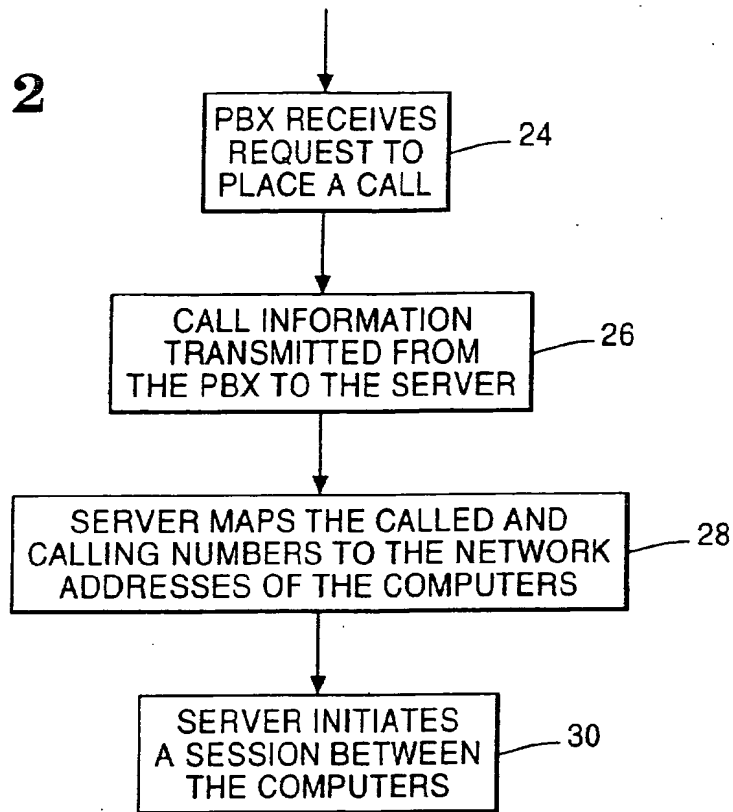 2
PBX RECEIVES
REQUEST TO
PLACE A CALL
24
CALL INFORMATION
TRANSMITTED FROM
THE PBX TO THE SERVER
26
SERVER MAPS THE CALLED AND
CALLING NUMBERS TO THE NETWORK
ADDRESSES OF THE COMPUTERS
28
SERVER INITIATES
A SESSION BETWEEN
THE COMPUTERS
30